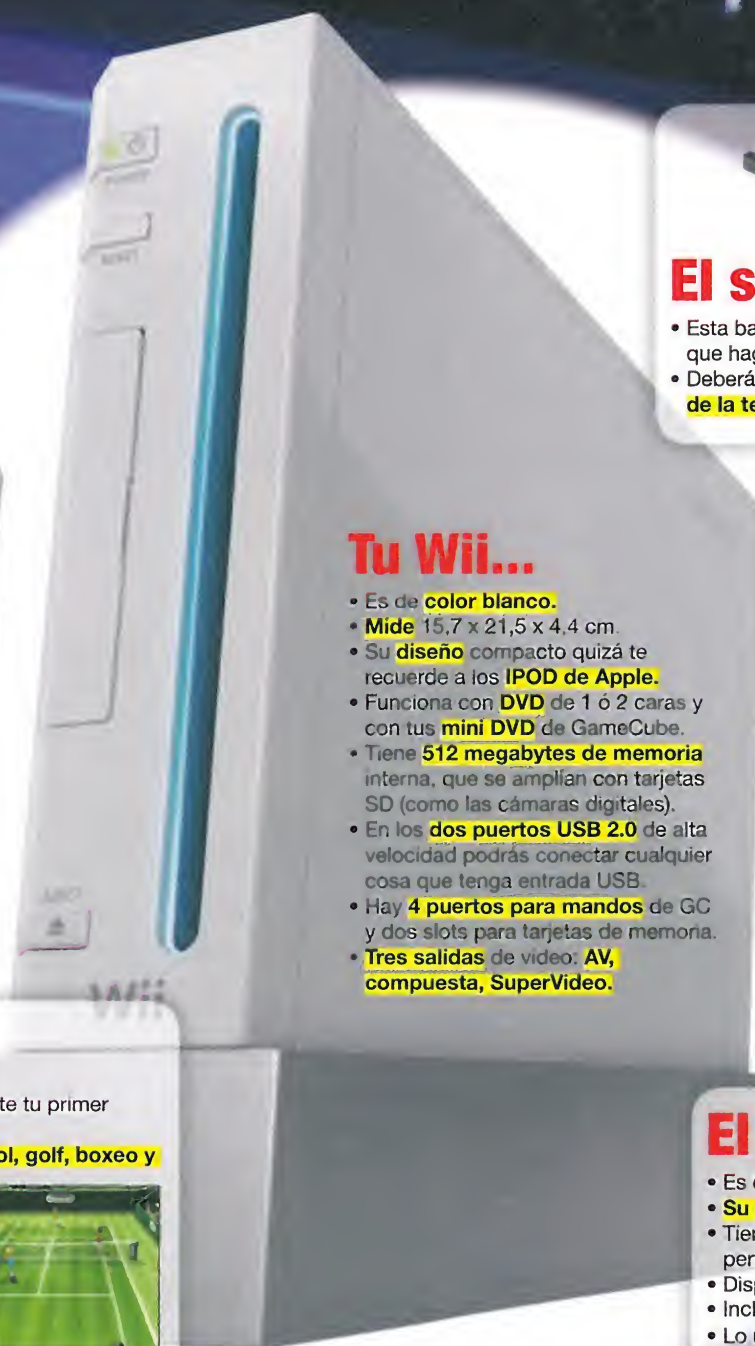 POWER
RESET
El s
• Esta ba
que hag
• Deberá
de la te
Tu Wii...
• Es de color blanco.
• Mide 15,7 x 21,5 x 4,4 cm.
• Su diseño compacto quizá te
recuerde a los IPOD de Apple.
• Funciona con DVD de 1 ó 2 caras y
con tus mini DVD de GameCube.
• Tiene 512 megabytes de memoria
interna, que se amplían con tarjetas
SD (como las cámaras digitales).
• En los dos puertos USB 2.0 de alta
velocidad podrás conectar cualquier
cosa que tenga entrada USB.
• Hay 4 puertos para mandos de GC
y dos slots para tarjetas de memoria.
• Tres salidas de video: AV,
compuesta, SuperVideo.
EJECT
Wii
te tu primer
ol, golf, boxeo y
El
• Es
• Su
• Tien
per
• Disp
• Incl
• Lo